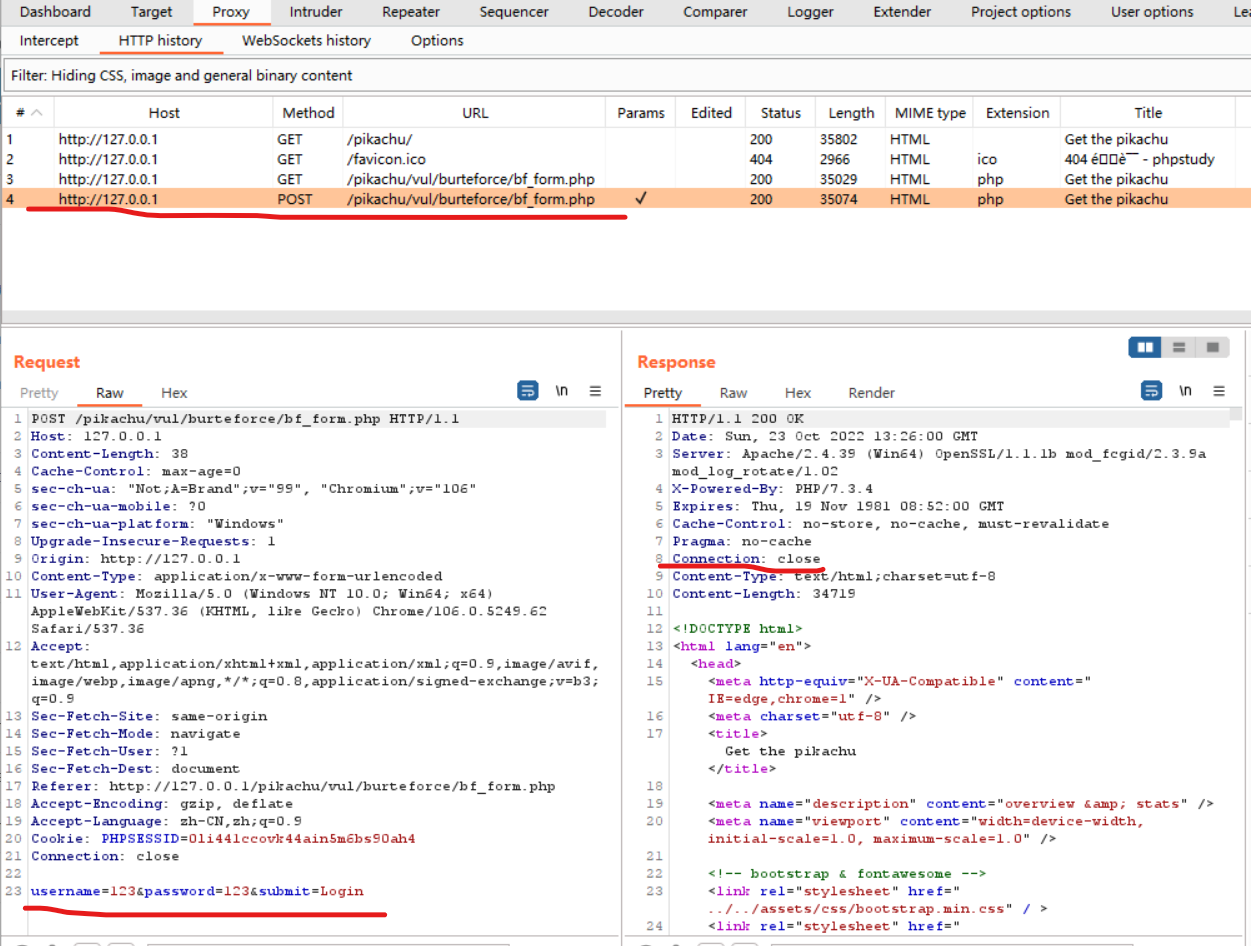 Dashboard Target Proxy Intruder Repeater Sequencer Decoder Comparer Logger Extender Project options User options
Intercept HTTP history WebSockets history Options
Filter: Hiding CSS, image and general binary content
# Host Method URL Params Edited Status Length MIME type Extension Title
1 http://127.0.0.1 GET /pikachu/ 200 35802 HTML Get the pikachu
2 http://127.0.0.1 GET /favicon.ico 404 2966 HTML ico 404 é□□è¯ - phpstudy
3 http://127.0.0.1 GET /pikachu/vul/burteforce/bf_form.php 200 35029 HTML php Get the pikachu
4 http://127.0.0.1 POST /pikachu/vul/burteforce/bf_form.php ✓ 200 35074 HTML php Get the pikachu
Request
Pretty Raw Hex \n
1 POST /pikachu/vul/burteforce/bf_form.php HTTP/1.1
2 Host: 127.0.0.1
3 Content-Length: 38
4 Cache-Control: max-age=0
5 sec-ch-ua: "Not;A=Brand";v="99", "Chromium";v="106"
6 sec-ch-ua-mobile: ?0
7 sec-ch-ua-platform: "Windows"
8 Upgrade-Insecure-Requests: 1
9 Origin: http://127.0.0.1
10 Content-Type: application/x-www-form-urlencoded
11 User-Agent: Mozilla/5.0 (Windows NT 10.0; Win64; x64)
AppleWebKit/537.36 (KHTML, like Gecko) Chrome/106.0.5249.62
Safari/537.36
12 Accept:
text/html,application/xhtml+xml,application/xml;q=0.9,image/avif,
image/webp,image/apng,*/*;q=0.8,application/signed-exchange;v=b3;
q=0.9
13 Sec-Fetch-Site: same-origin
14 Sec-Fetch-Mode: navigate
15 Sec-Fetch-User: ?1
16 Sec-Fetch-Dest: document
17 Referer: http://127.0.0.1/pikachu/vul/burteforce/bf_form.php
18 Accept-Encoding: gzip, deflate
19 Accept-Language: zh-CN,zh;q=0.9
20 Cookie: PHPSESSID=01i44lccovk44ain5m6bs90ah4
21 Connection: close
22
23 username=123&password=123&submit=Login
Response
Pretty Raw Hex Render \n
1 HTTP/1.1 200 OK
2 Date: Sun, 23 Oct 2022 13:26:00 GMT
3 Server: Apache/2.4.39 (Win64) OpenSSL/1.1.1b mod_fcgid/2.3.9a
mod_log_rotate/1.02
4 X-Powered-By: PHP/7.3.4
5 Expires: Thu, 19 Nov 1981 08:52:00 GMT
6 Cache-Control: no-store, no-cache, must-revalidate
7 Pragma: no-cache
8 Connection: close
9 Content-Type: text/html;charset=utf-8
10 Content-Length: 34719
11
12 <!DOCTYPE html>
13 <html lang="en">
14 <head>
15 <meta http-equiv="X-UA-Compatible" content="
IE=edge,chrome=1" />
16 <meta charset="utf-8" />
17 <title>
Get the pikachu
</title>
18
19 <meta name="description" content="overview &amp; stats" />
20 <meta name="viewport" content="width=device-width,
initial-scale=1.0, maximum-scale=1.0" />
21
22 <!-- bootstrap & fontawesome -->
23 <link rel="stylesheet" href="
../../assets/css/bootstrap.min.css" / >
24 <link rel="stylesheet" href="